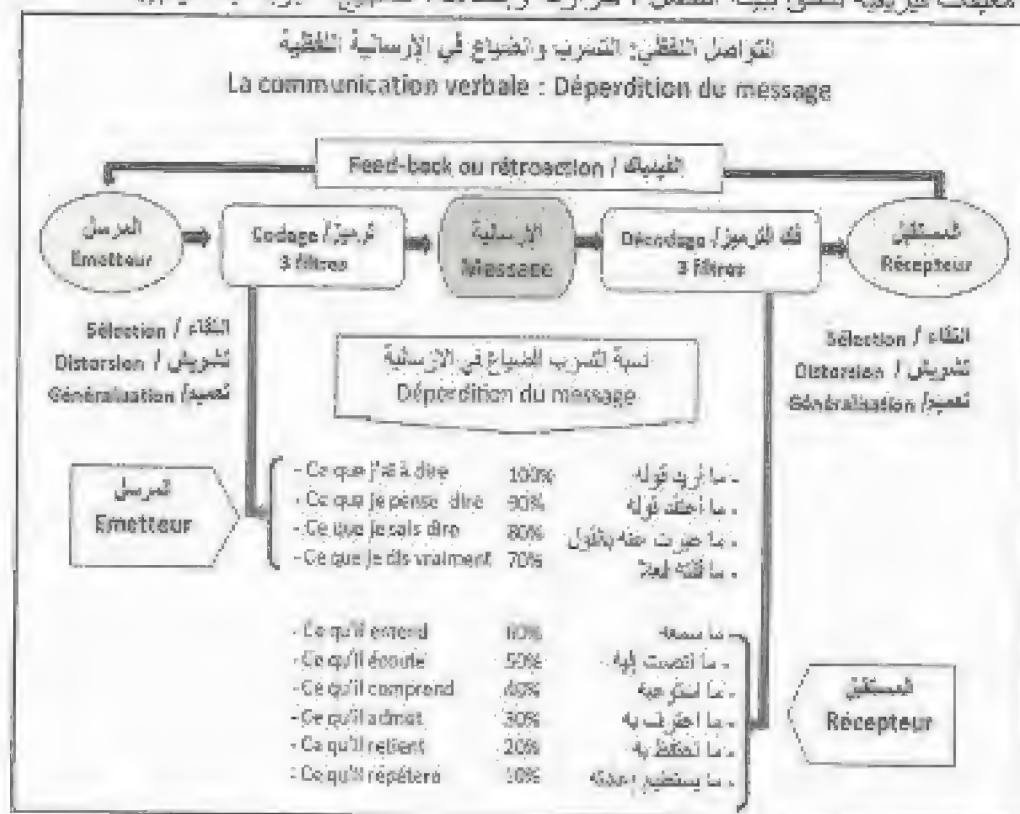 التواصل اللفظي: التسرب والضياع في الإرسالية اللفظية
La communication verbale : Déperdition du message
Feed-back ou rétroaction / الفيدباك
المرسل
Emetteur
Codage / ترميز
3 filtres
الإرسالية
Message
Décodage / فك الترميز
3 filtres
المستقبل
Récepteur
Sélection / انتقاء
Distorsion / تشويش
Généralisation / تعميم
Sélection / انتقاء
Distorsion / تشويش
Généralisation / تعميم
نسبة التسرب الضياع في الارسالية
Déperdition du message
المرسل
Emetteur
- Ce que j'ai à dire 100% - ما أريد قوله
- Ce que je pense dire 90% - ما أعتقد قوله
- Ce que je sais dire 80% - ما عبرت عنه بالقول
- Ce que je dis vraiment 70% - ما قلته فعلا
- Ce qu'il entend 60% - ما سمعه
- Ce qu'il écoute 50% - ما انصت إليه
- Ce qu'il comprend 40% - ما استوعبه
- Ce qu'il admet 30% - ما اعترف به
- Ce qu'il retient 20% - ما احتفظ به
- Ce qu'il répétera 10% - ما يستطيع إعادته
المستقبل
Récepteur